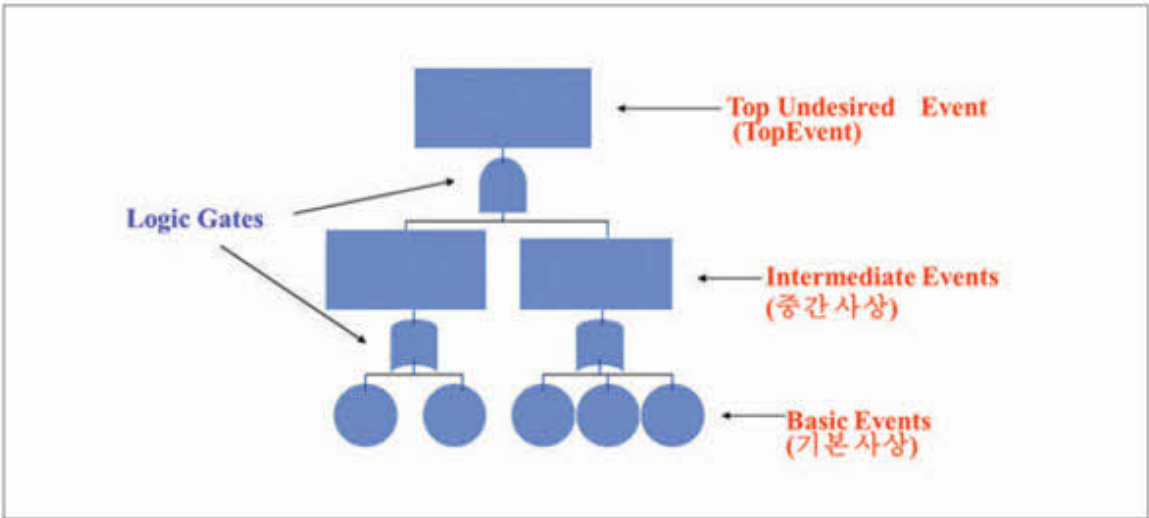 Top Undesired Event
(TopEvent)
Logic Gates
Intermediate Events
(중간사상)
Basic Events
(기본사상)